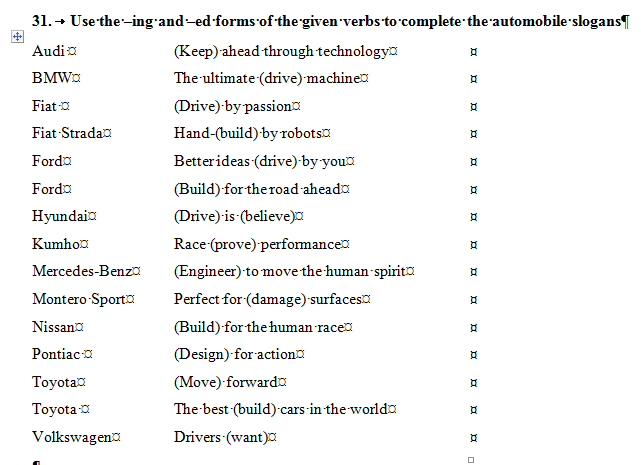 31. Use the –ing and –ed forms of the given verbs to complete the automobile slogans
Audi (Keep) ahead through technology
BMW The ultimate (drive) machine
Fiat (Drive) by passion
Fiat Strada Hand-(build) by robots
Ford Better ideas (drive) by you
Ford (Build) for the road ahead
Hyundai (Drive) is (believe)
Kumho Race (prove) performance
Mercedes-Benz (Engineer) to move the human spirit
Montero Sport Perfect for (damage) surfaces
Nissan (Build) for the human race
Pontiac (Design) for action
Toyota (Move) forward
Toyota The best (build) cars in the world
Volkswagen Drivers (want)